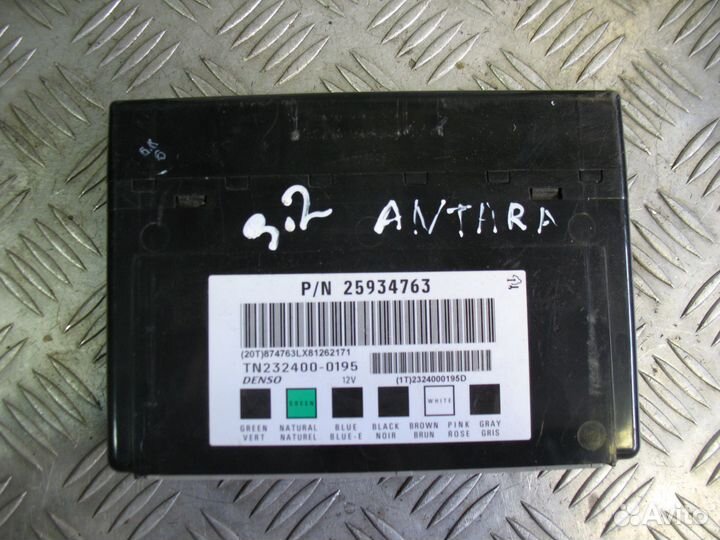 3.2 ANTARA
P/N 25934763
(20T)874763LX81262171
TN232400-0195
DENSO 12V
(1T)2324000195D
GREEN WHITE
GREEN NATURAL BLUE BLACK BROWN PINK GRAY
VERT NATUREL BLUE-E NOIR BRUN ROSE GRIS
Avito